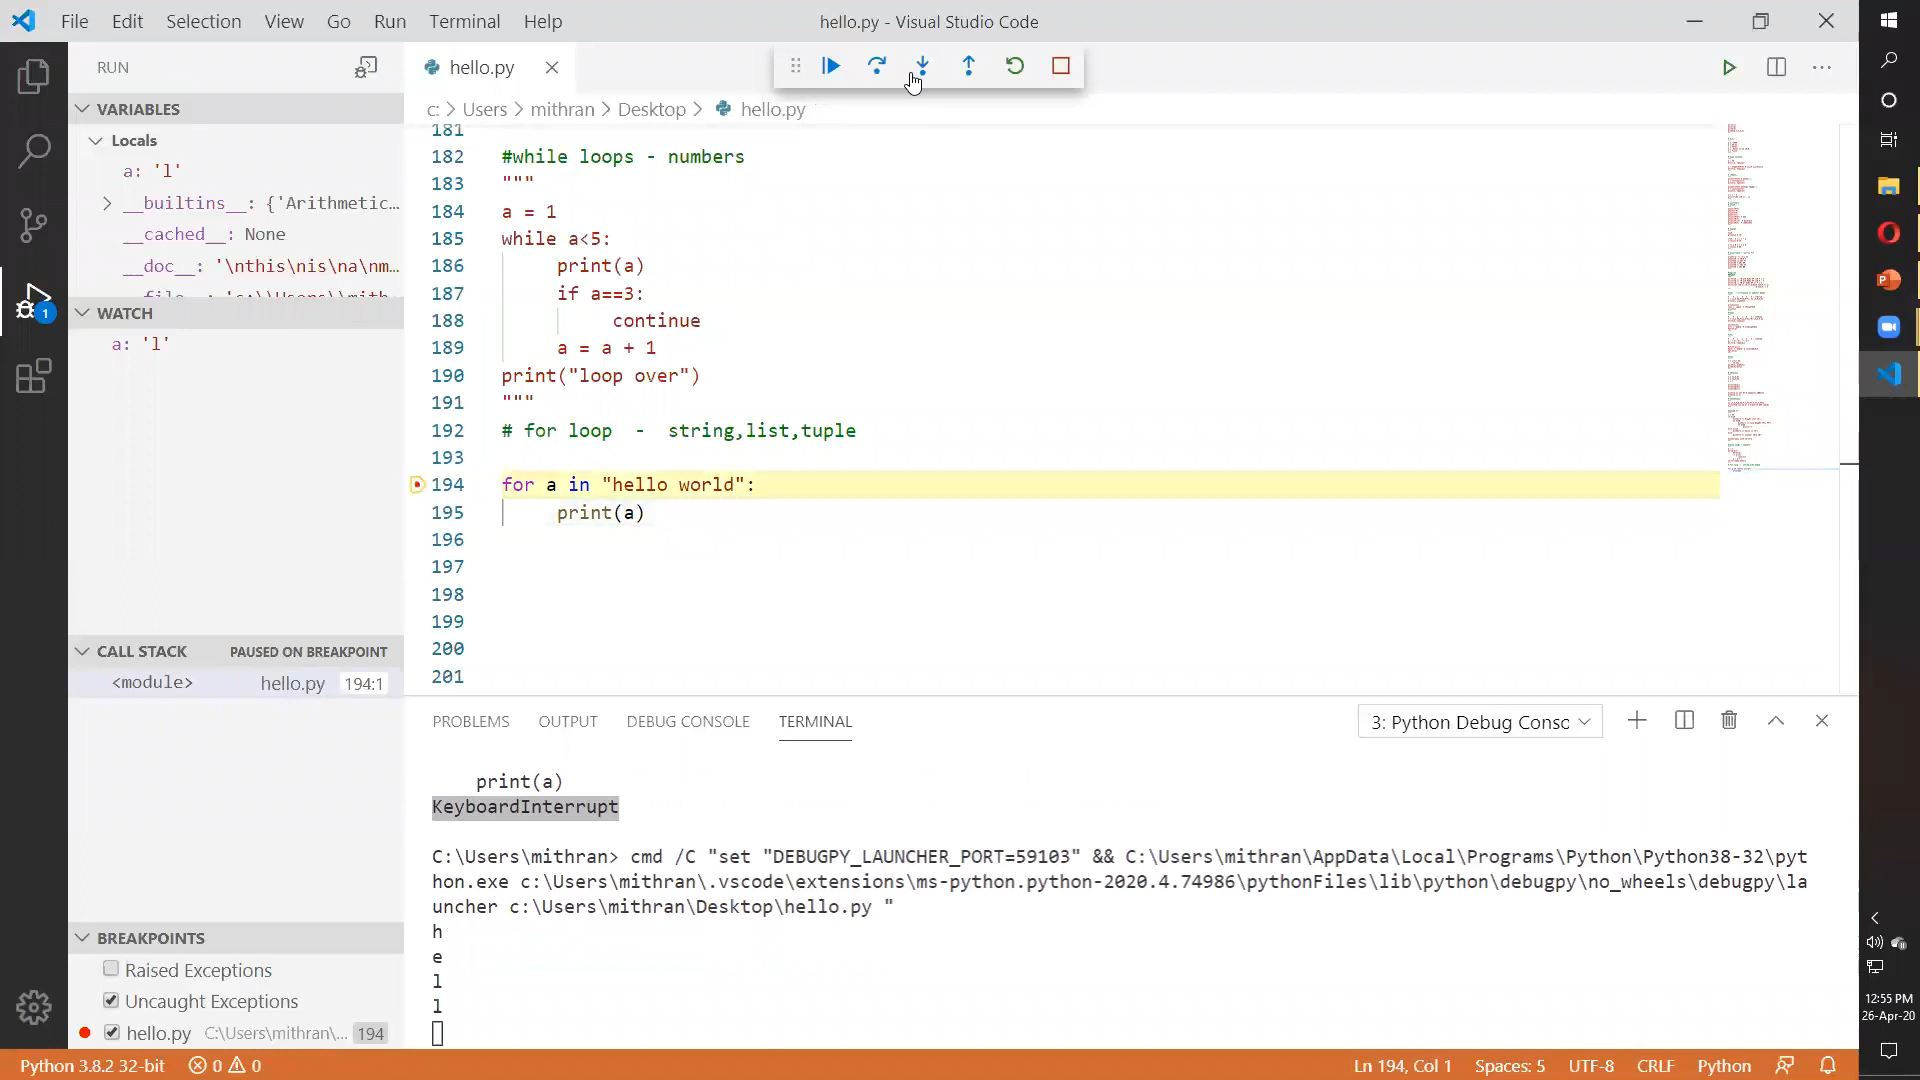 File Edit Selection View Go Run Terminal Help
hello.py - Visual Studio Code
RUN
hello.py
VARIABLES
Locals
a: 'l'
__builtins__: {'Arithmetic...
__cached__: None
__doc__: '\nthis\nis\na\nm...
WATCH
a: 'l'
CALL STACK PAUSED ON BREAKPOINT
<module> hello.py 194:1
BREAKPOINTS
Raised Exceptions
Uncaught Exceptions
hello.py C:\Users\mithran\... 194
1
c: > Users > mithran > Desktop > hello.py
181
182 #while loops - numbers
183 """
184 a = 1
185 while a<5:
186 print(a)
187 if a==3:
188 continue
189 a = a + 1
190 print("loop over")
191 """
192 # for loop - string,list,tuple
193
194 for a in "hello world":
195 print(a)
196
197
198
199
200
201
PROBLEMS OUTPUT DEBUG CONSOLE TERMINAL
3: Python Debug Consc
print(a)
KeyboardInterrupt
C:\Users\mithran> cmd /C "set "DEBUGPY_LAUNCHER_PORT=59103" && C:\Users\mithran\AppData\Local\Programs\Python\Python38-32\pyt
hon.exe c:\Users\mithran\.vscode\extensions\ms-python.python-2020.4.74986\pythonFiles\lib\python\debugpy\no_wheels\debugpy\la
uncher c:\Users\mithran\Desktop\hello.py "
h
e
l
l
Python 3.8.2 32-bit 0 0
Ln 194, Col 1 Spaces: 5 UTF-8 CRLF Python
12:55 PM
26-Apr-20